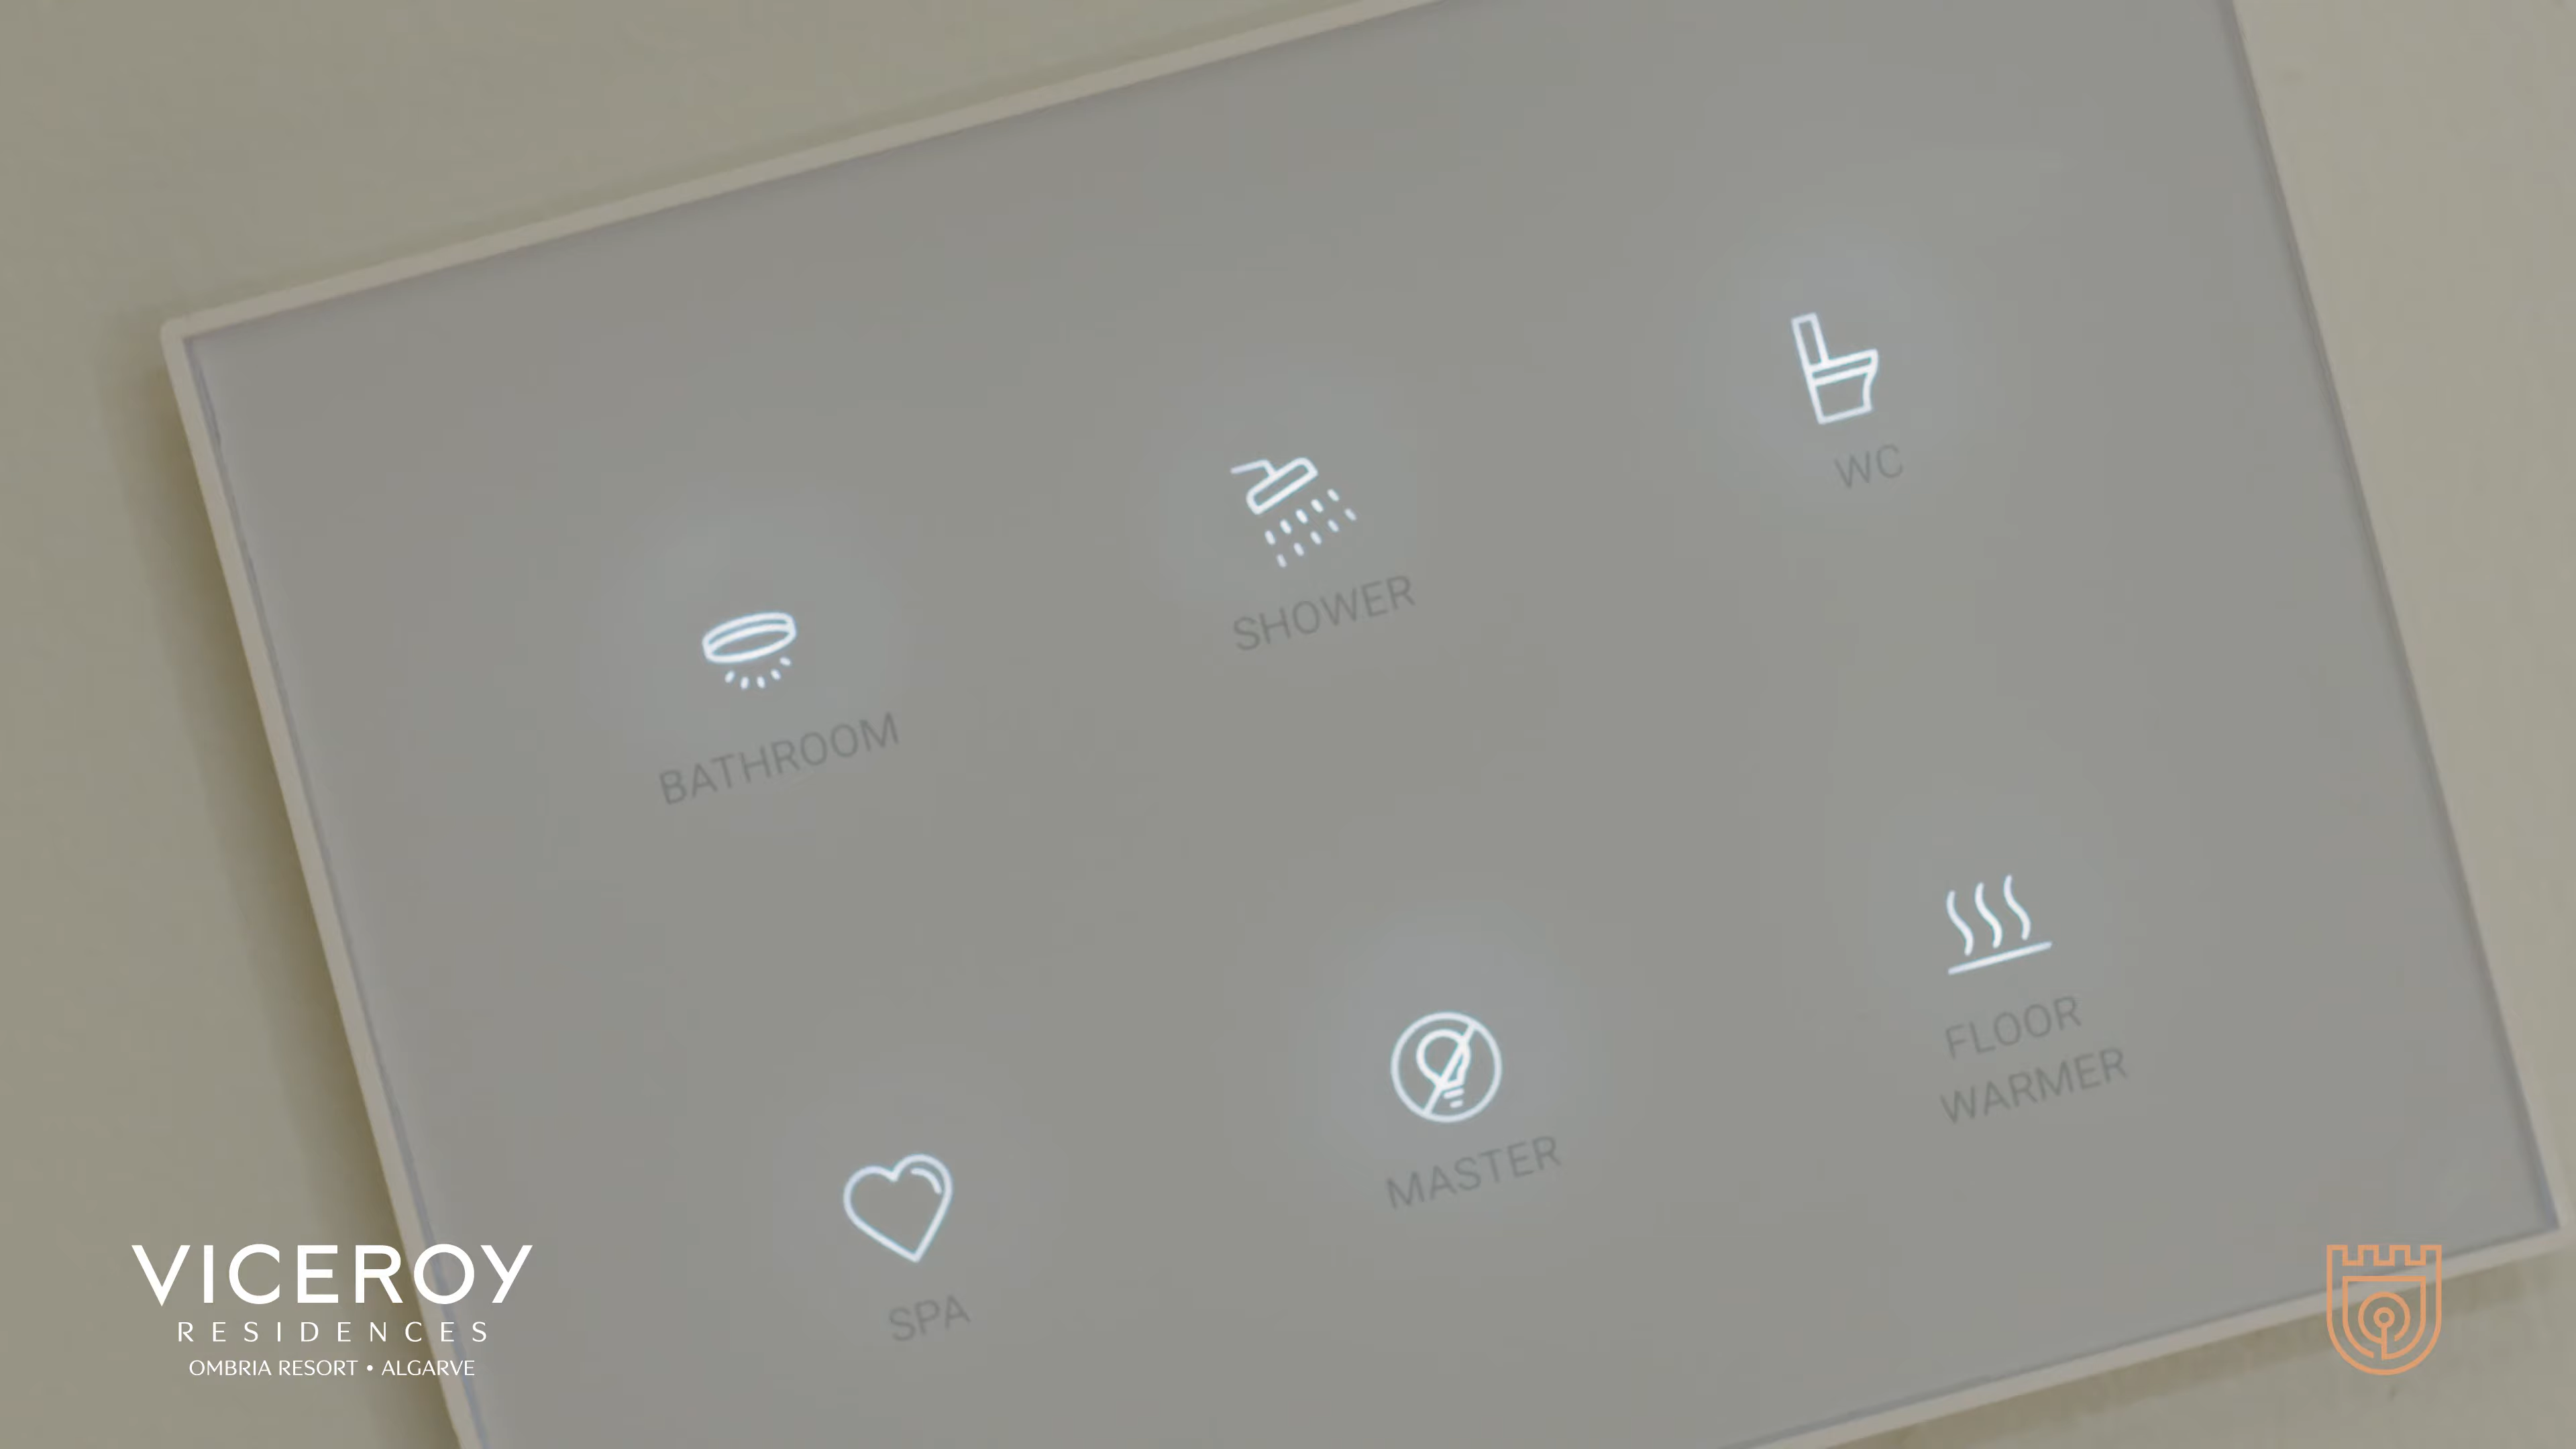 WC
SHOWER
BATHROOM
FLOOR
WARMER
MASTER
SPA
VICEROY
RESIDENCES
OMBRIA RESORT • ALGARVE